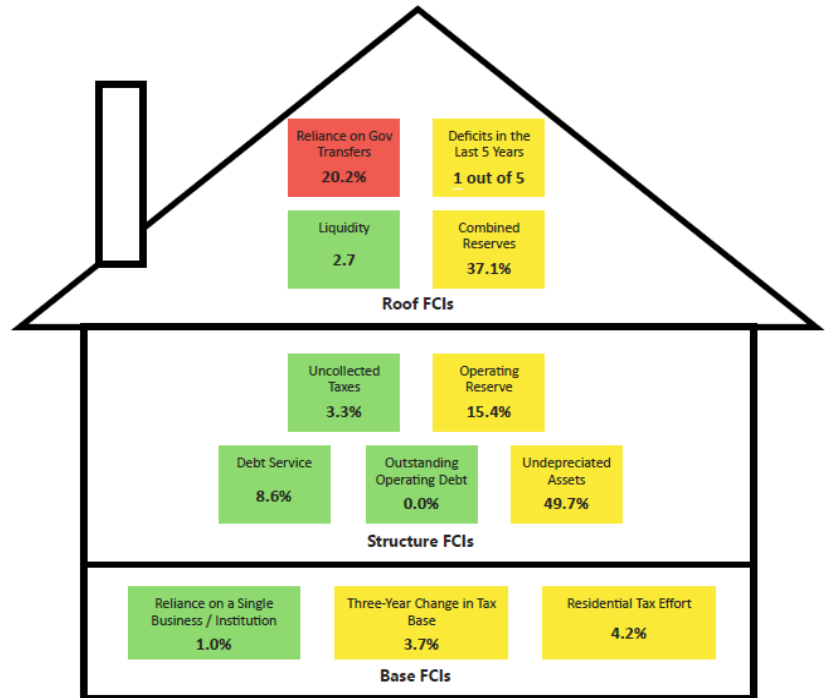 Reliance on Gov
Transfers
20.2%
Deficits in the
Last 5 Years
1 out of 5
Liquidity
2.7
Combined
Reserves
37.1%
Roof FCIs
Uncollected
Taxes
3.3%
Operating
Reserve
15.4%
Debt Service
8.6%
Outstanding
Operating Debt
0.0%
Undepreciated
Assets
49.7%
Structure FCIs
Reliance on a Single
Business / Institution
1.0%
Three-Year Change in Tax
Base
3.7%
Residential Tax Effort
4.2%
Base FCIs